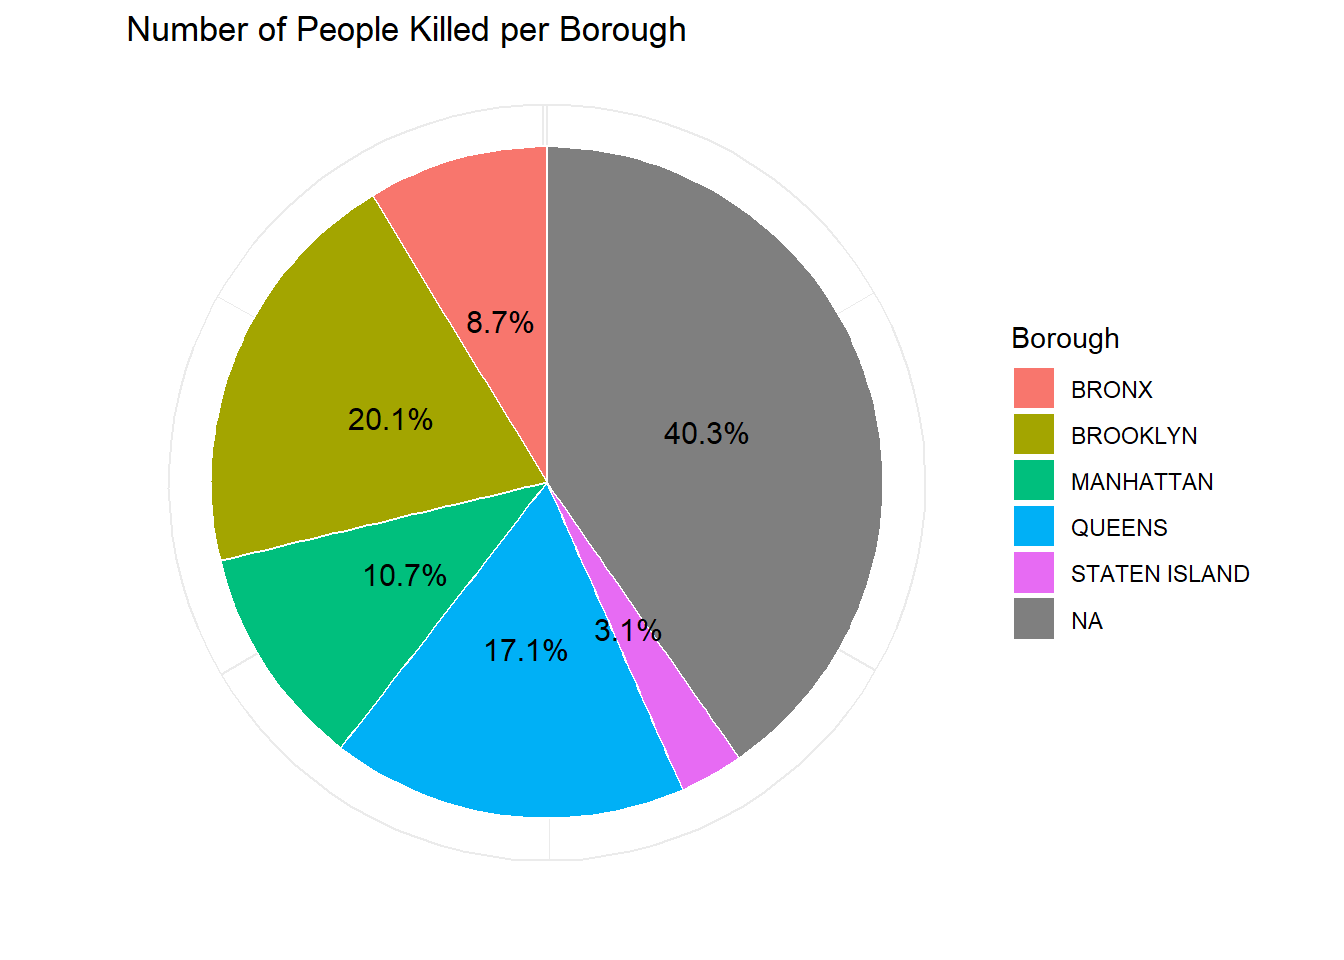 Number of People Killed per Borough
8.7%
20.1%
40.3%
10.7%
17.1%
3.1%
Borough
BRONX
BROOKLYN
MANHATTAN
QUEENS
STATEN ISLAND
NA